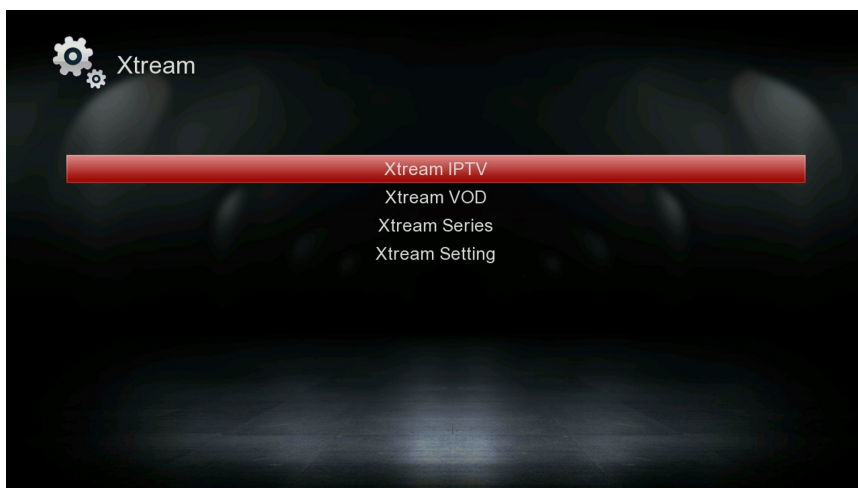 Xtream
Xtream IPTV
Xtream VOD
Xtream Series
Xtream Setting